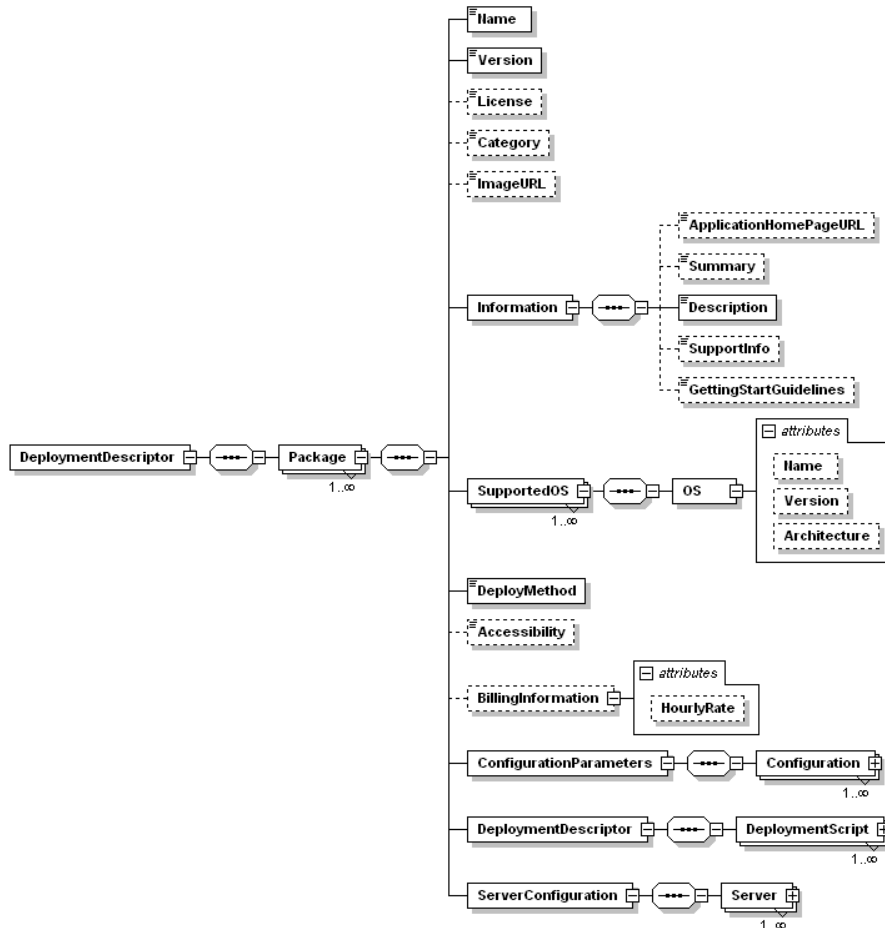 Name
Version
License
Category
ImageURL
ApplicationHomePageURL
Summary
Information
Description
SupportInfo
GettingStartGuidelines
attributes
DeploymentDescriptor
Package
1..∞
Name
SupportedOS
1..∞
OS
Version
Architecture
DeployMethod
Accessibility
attributes
BillingInformation
HourlyRate
ConfigurationParameters
Configuration
1..∞
DeploymentDescriptor
DeploymentScript
1..∞
ServerConfiguration
Server
1..∞